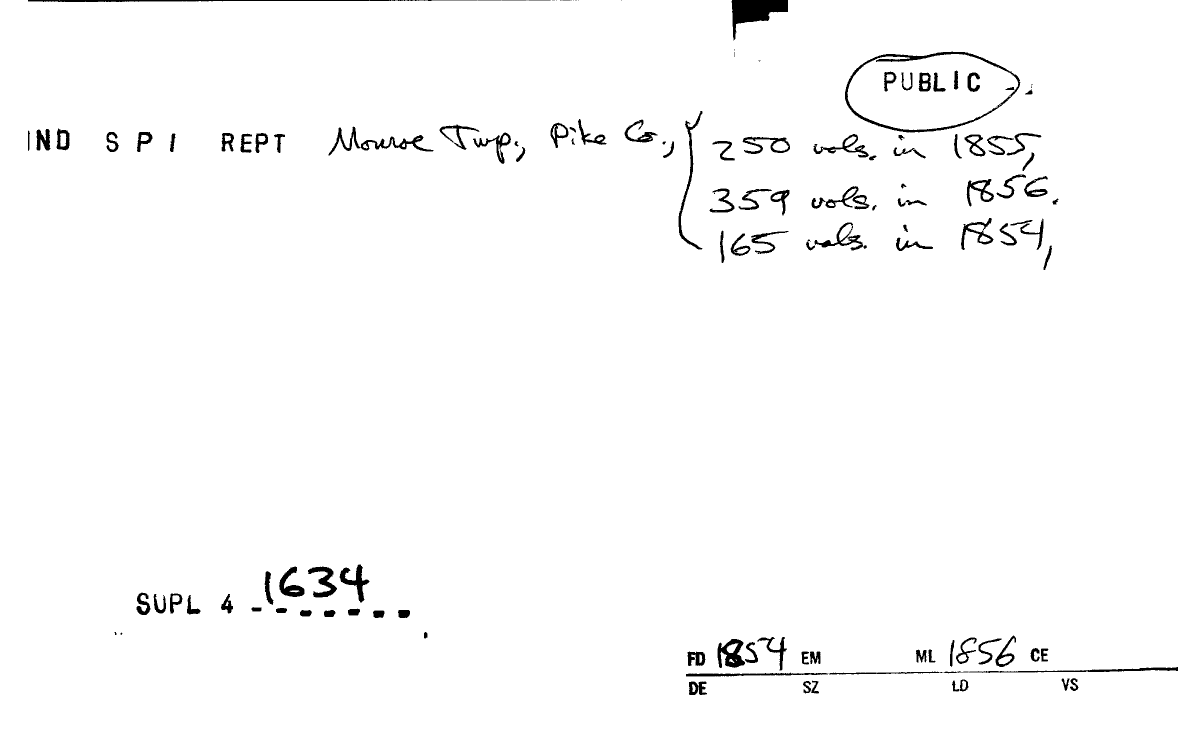 PUBLIC
IND S P I REPT Monroe Twp., Pike Co., 250 vols. in 1855,
359 vols. in 1856.
165 vols. in 1854,
SUPL 4 1634
FD 1854 EM ML 1856 CE
DE SZ LD VS